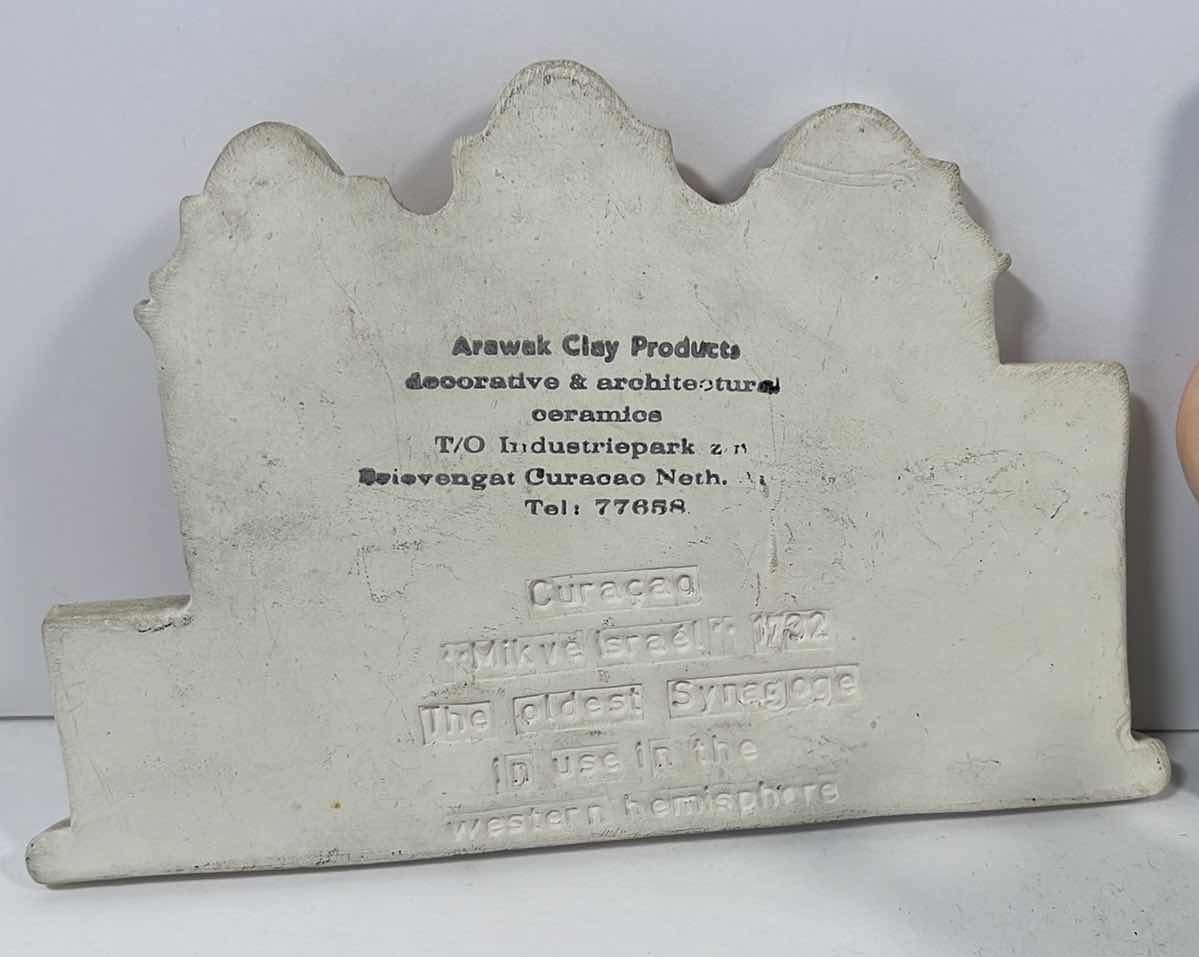 Arawak Clay Products
decorative & architectural
ceramics
T/O Industriepark
Brievengat Curacao Neth.
Tel: 77658
Curaçao
"Mikvé Israël" 1732
The oldest Synagoge
in use in the
western hemisphere